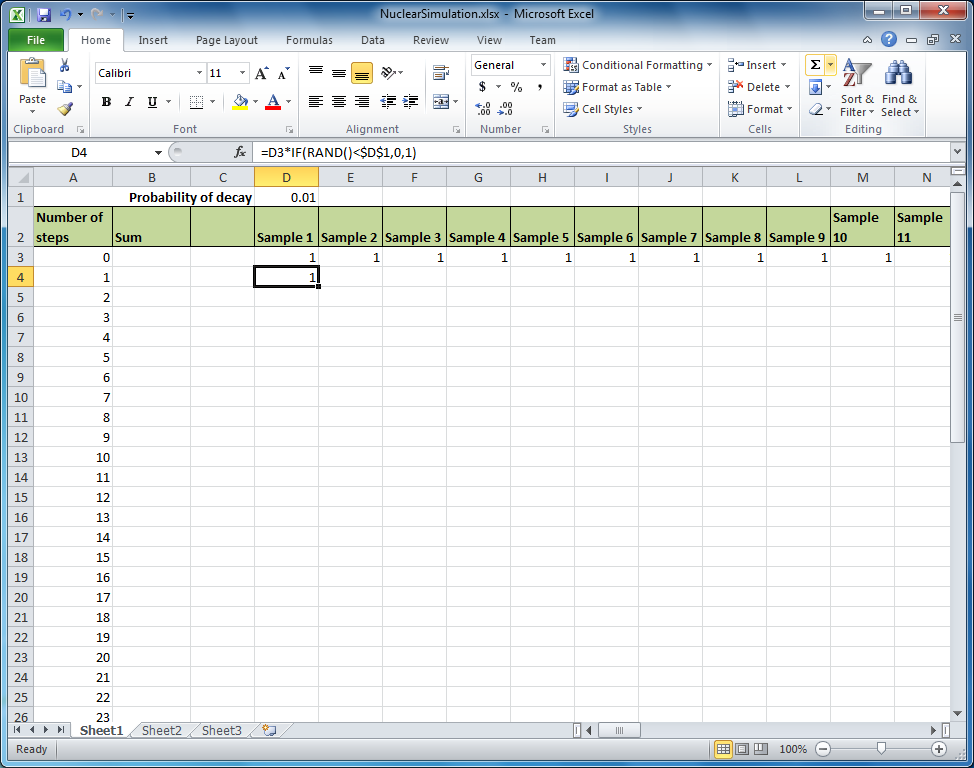 NuclearSimulation.xlsx - Microsoft Excel
File Home Insert Page Layout Formulas Data Review View Team
Calibri 11 General Conditional Formatting Insert Σ
Paste B I U A $ % , Format as Table Delete Sort & Filter Find & Select
Cell Styles Format
Clipboard Font Alignment Number Styles Cells Editing
D4 fx =D3*IF(RAND()<$D$1,0,1)
A B C D E F G H I J K L M N
1 Probability of decay 0.01
2 Number of steps Sum Sample 1 Sample 2 Sample 3 Sample 4 Sample 5 Sample 6 Sample 7 Sample 8 Sample 9 Sample 10 Sample 11
3 0 1 1 1 1 1 1 1 1 1 1
4 1 1
5 2
6 3
7 4
8 5
9 6
10 7
11 8
12 9
13 10
14 11
15 12
16 13
17 14
18 15
19 16
20 17
21 18
22 19
23 20
24 21
25 22
26 23
Sheet1 Sheet2 Sheet3
Ready 100%